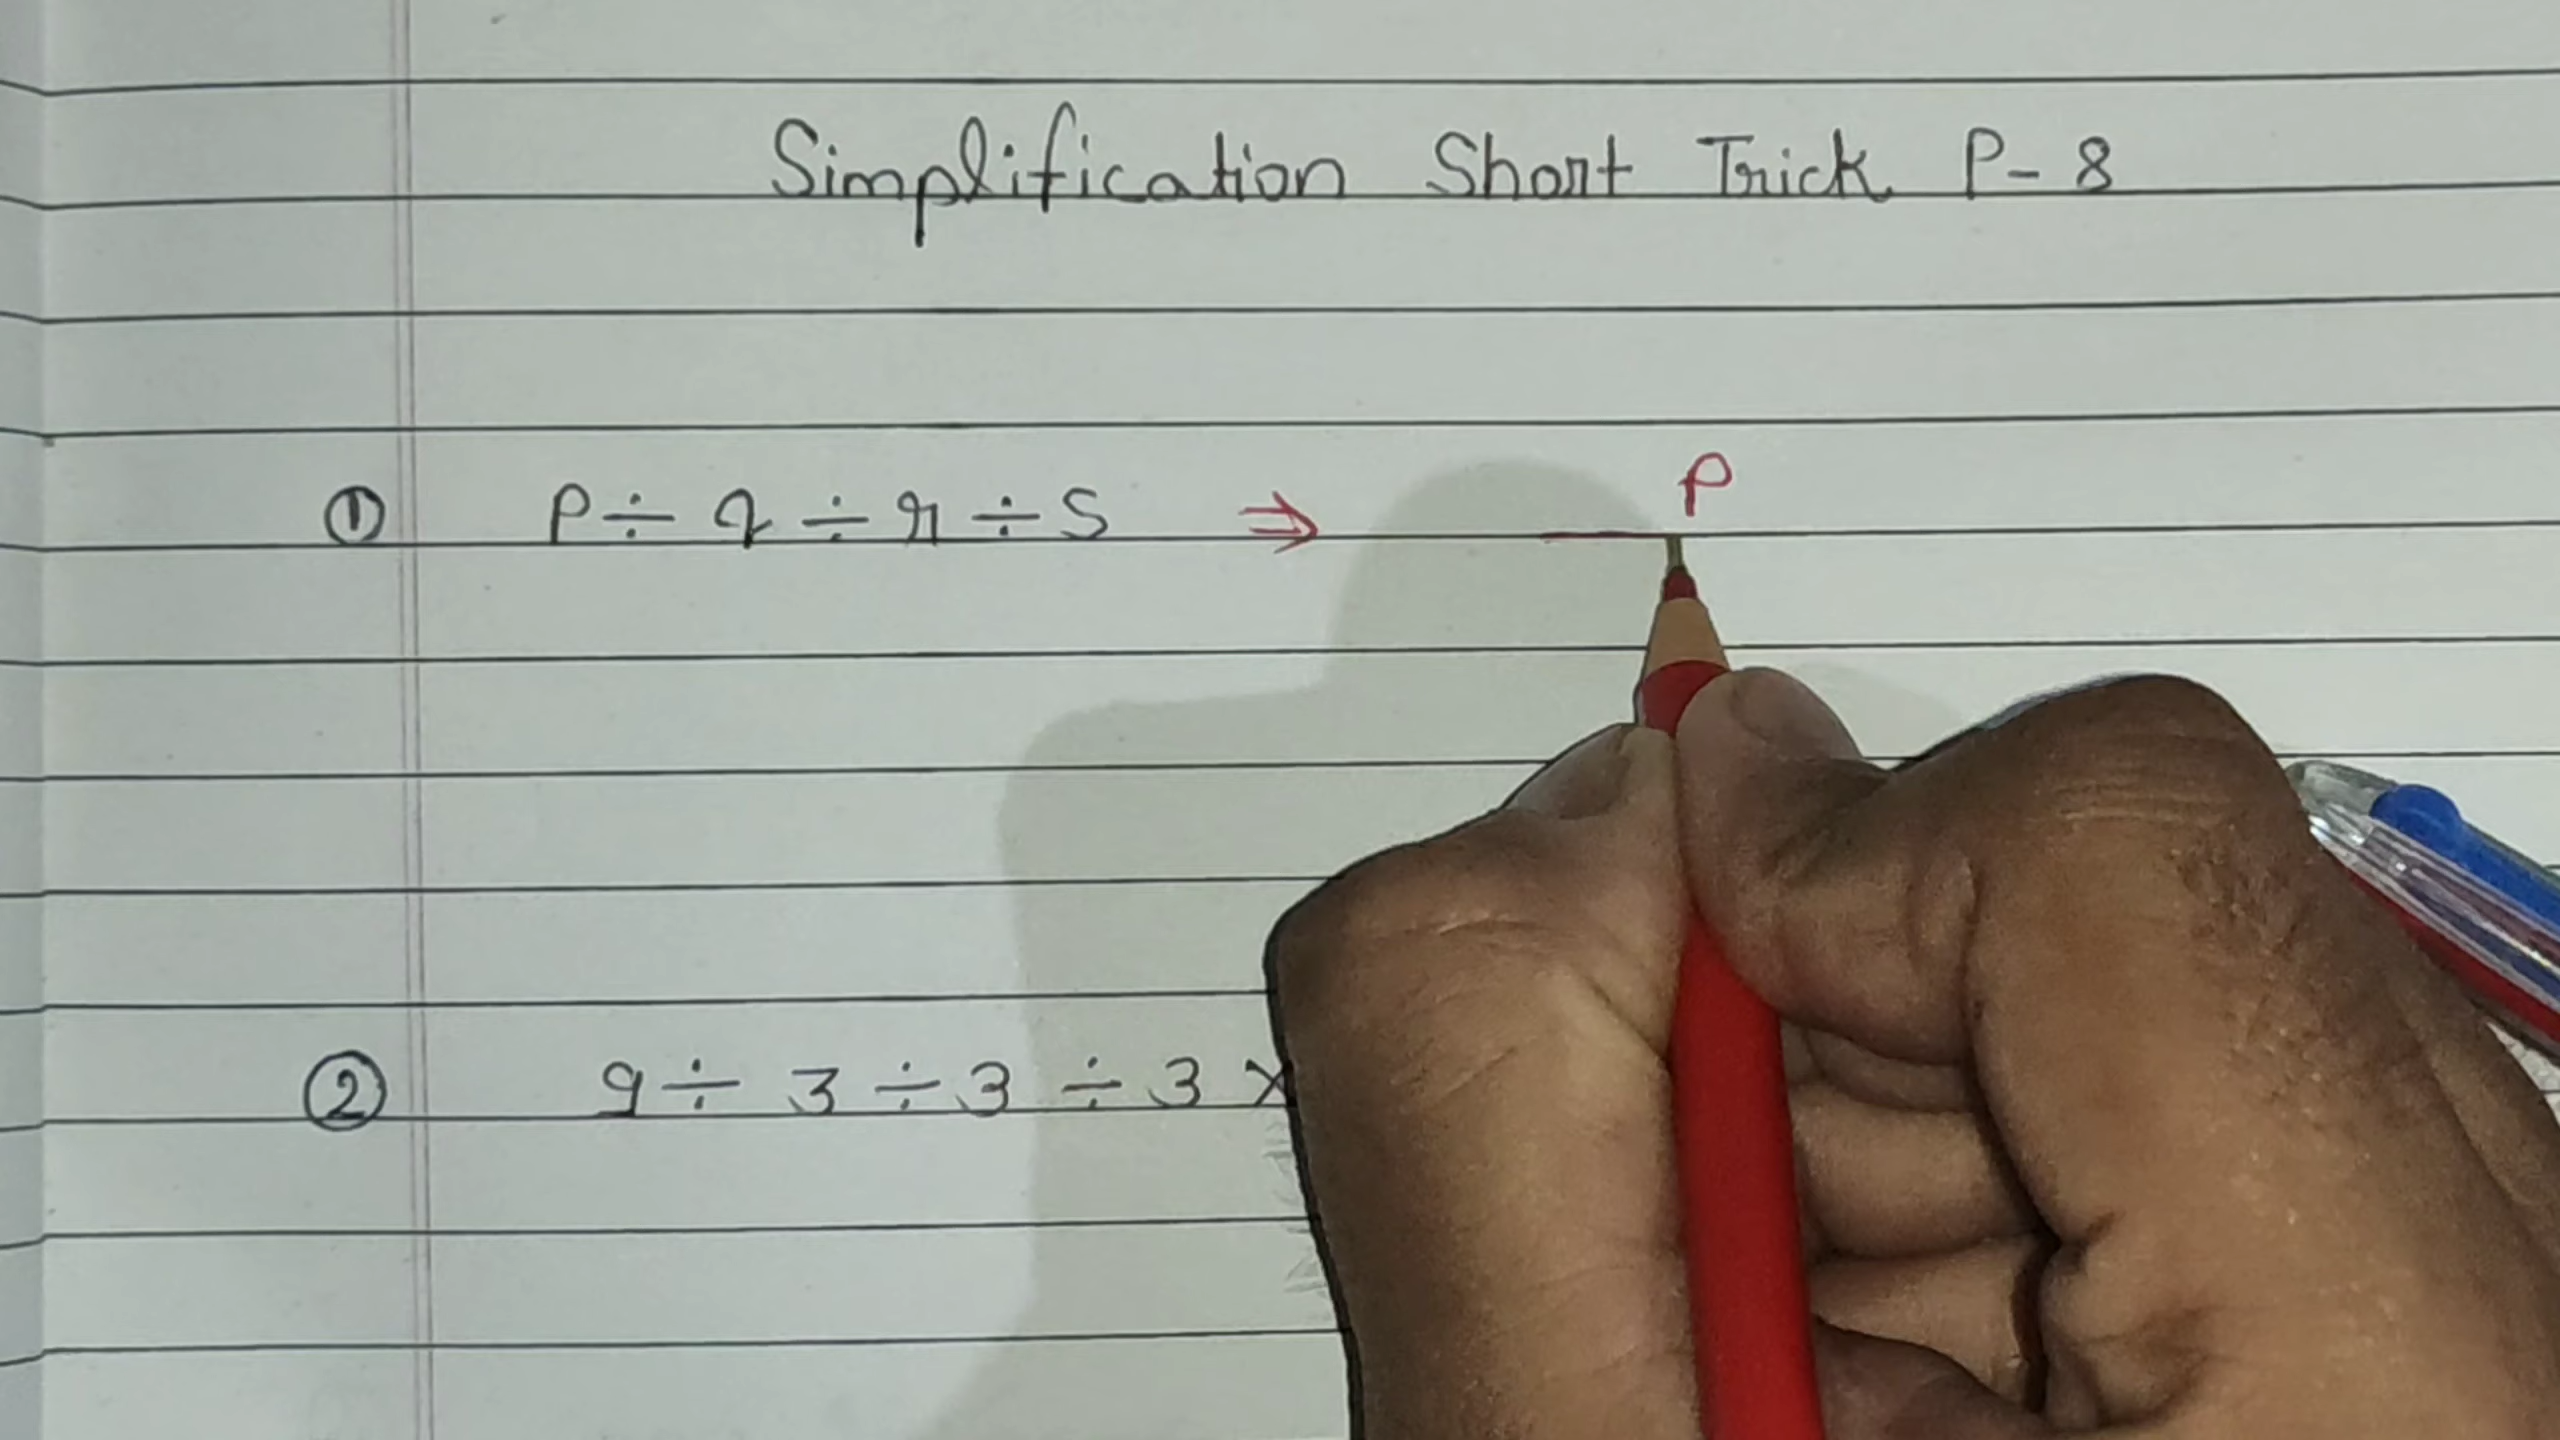 Simplification Short Trick P-8
① P ÷ q ÷ r ÷ S ⇒ P
② 9 ÷ 3 ÷ 3 ÷ 3 ×